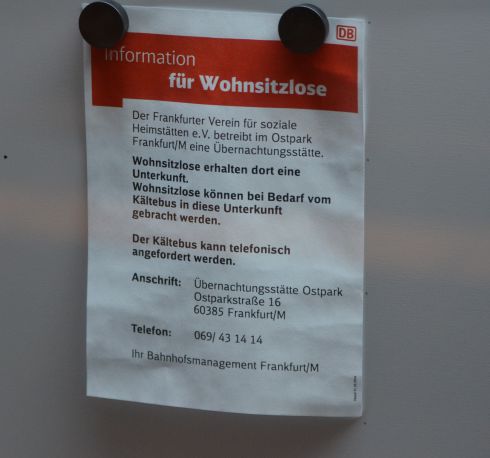 DB
Information
für Wohnsitzlose
Der Frankfurter Verein für soziale
Heimstätten e.V. betreibt im Ostpark
Frankfurt/M eine Übernachtungsstätte.
Wohnsitzlose erhalten dort eine
Unterkunft.
Wohnsitzlose können bei Bedarf vom
Kältebus in diese Unterkunft
gebracht werden.
Der Kältebus kann telefonisch
angefordert werden.
Anschrift: Übernachtungsstätte Ostpark
Ostparkstraße 16
60385 Frankfurt/M
Telefon: 069/ 43 14 14
Ihr Bahnhofsmanagement Frankfurt/M